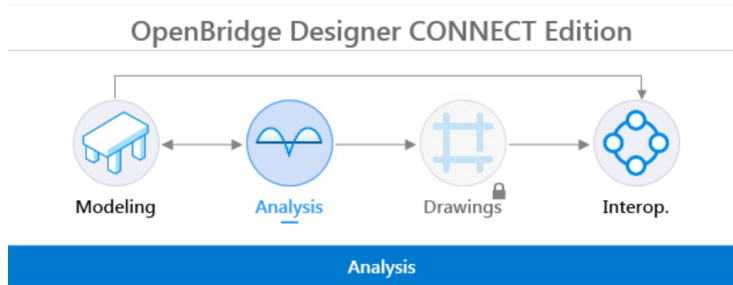 OpenBridge Designer CONNECT Edition
Modeling
Analysis
Drawings
Interop.
Analysis